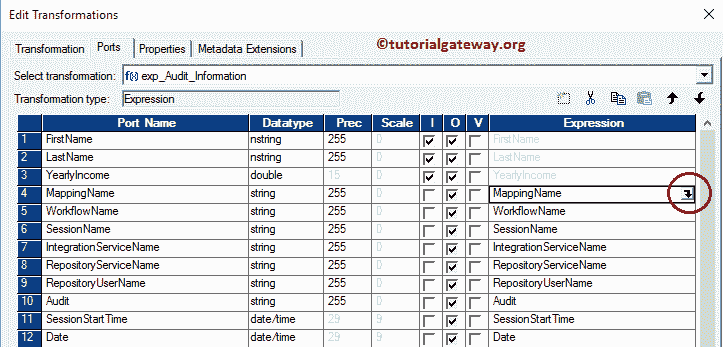 Edit Transformations
Transformation Ports Properties Metadata Extensions ©tutorialgateway.org
Select transformation: f(x) exp_Audit_Infomation
Transformation type: Expression
Port Name Datatype Prec Scale I O V Expression
1 FirstName nstring 255 0 FirstName
2 LastName nstring 255 0 LastName
3 YearlyIncome double 15 0 YearlyIncome
4 MappingName string 255 0 MappingName
5 WorkflowName string 255 0 WorkflowName
6 SessionName string 255 0 SessionName
7 IntegrationServiceName string 255 0 IntegrationServiceName
8 RepositoryServiceName string 255 0 RepositoryServiceName
9 RepositoryUserName string 255 0 RepositoryUserName
10 Audit string 255 0 Audit
11 SessionStartTime date/time 29 9 SessionStartTime
12 Date date/time 29 9 Date